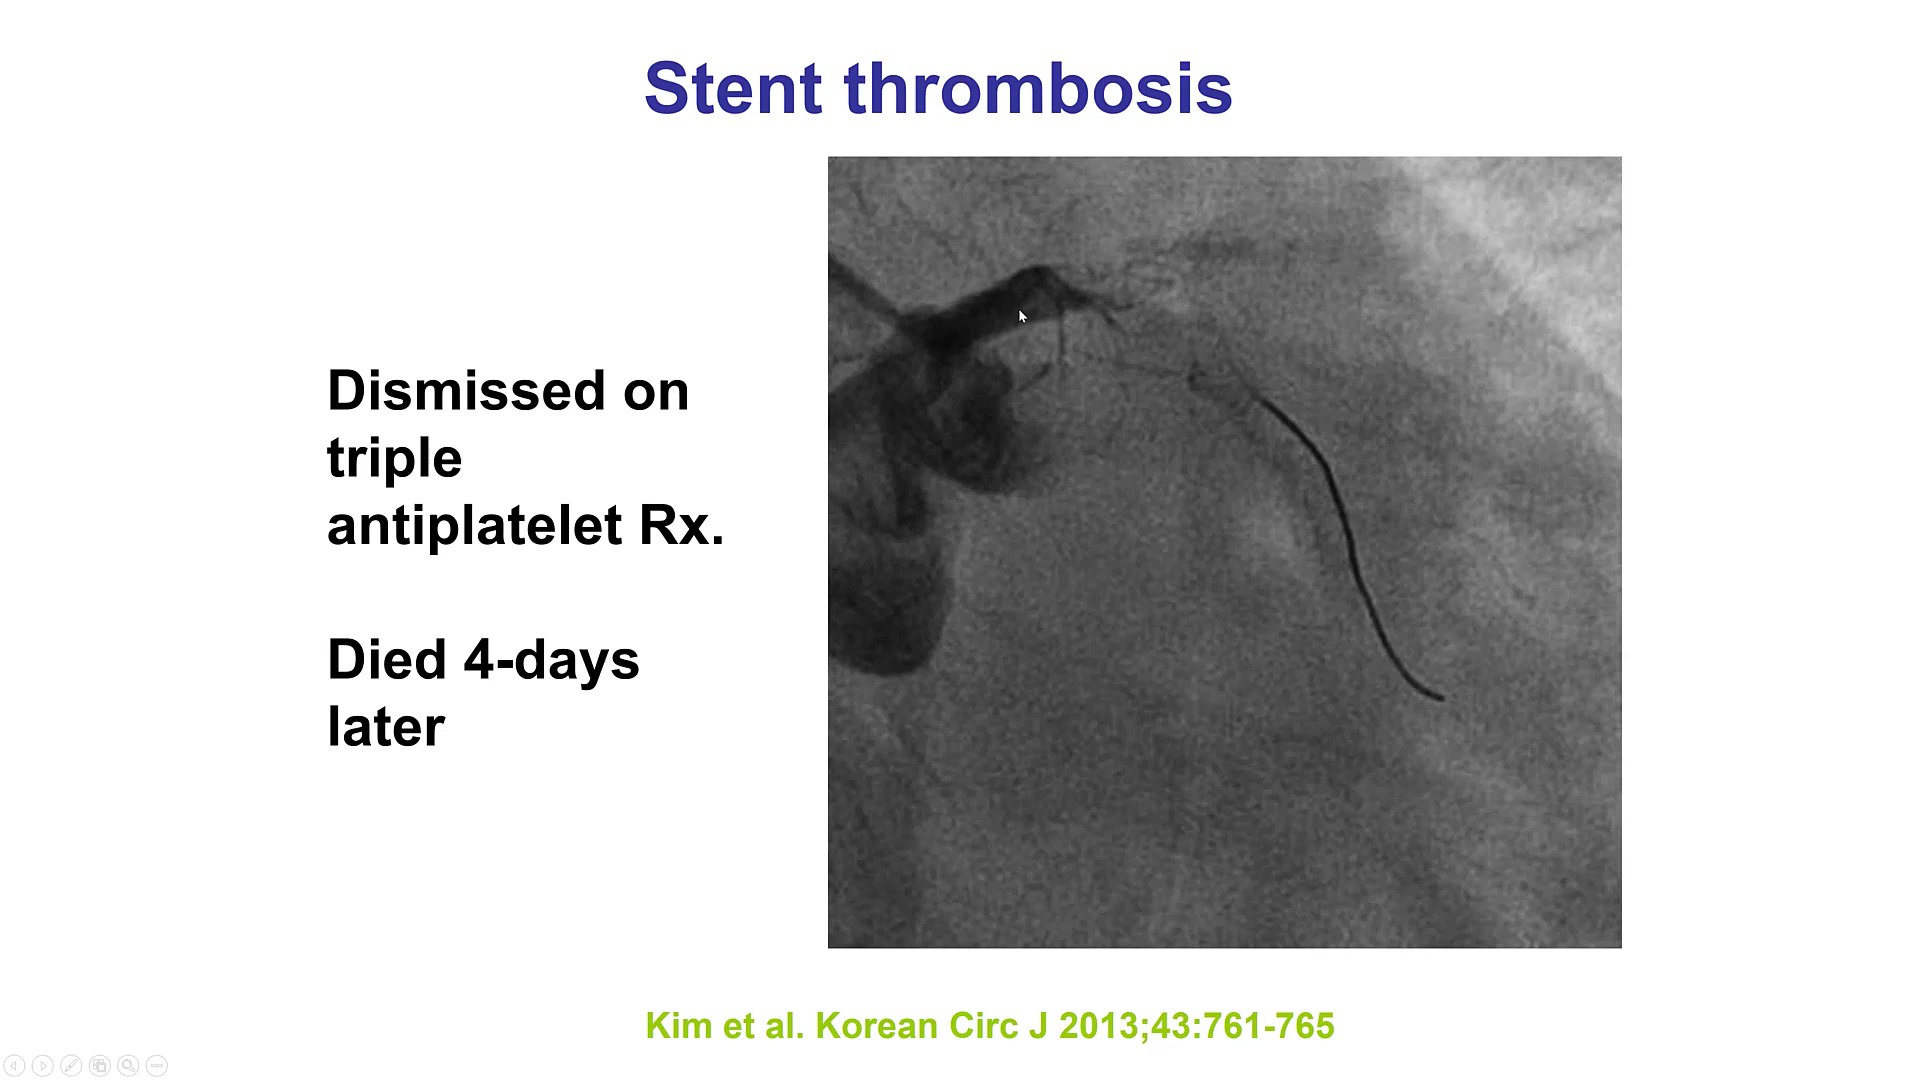 Stent thrombosis
Dismissed on
triple
antiplatelet Rx.
Died 4-days
later
Kim et al. Korean Circ J 2013;43:761-765